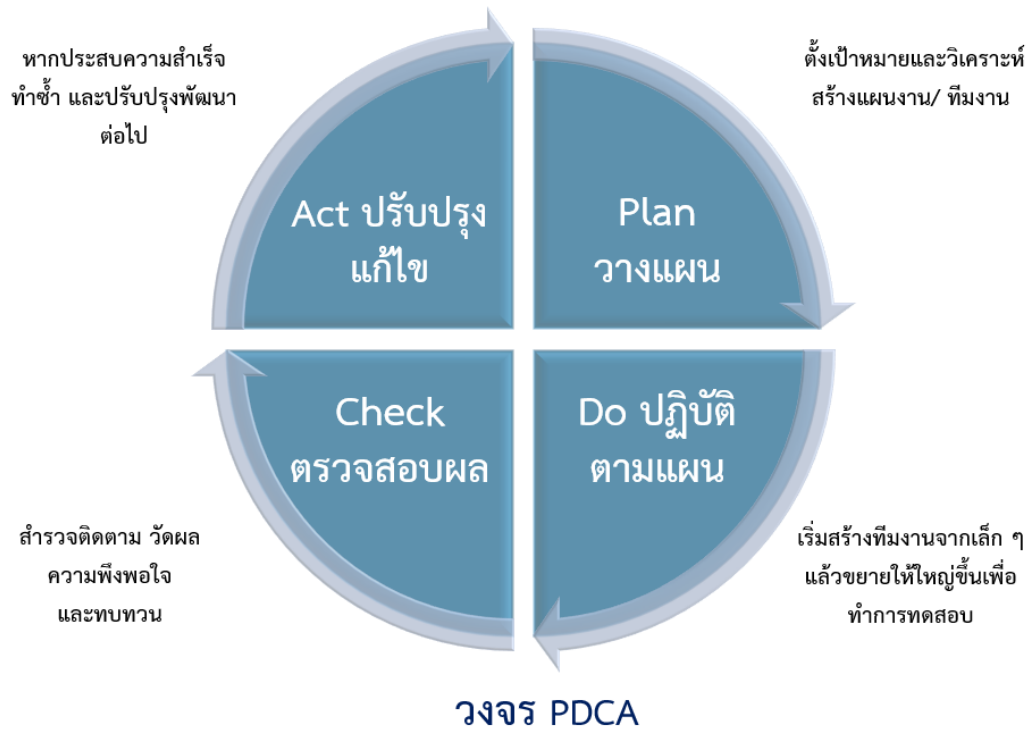 หากประสบความสำเร็จ
ทำซ้ำ และปรับปรุงพัฒนา
ต่อไป
ตั้งเป้าหมายและวิเคราะห์
สร้างแผนงาน/ ทีมงาน
Act ปรับปรุง
แก้ไข
Plan
วางแผน
Check
ตรวจสอบผล
Do ปฏิบัติ
ตามแผน
สำรวจติดตาม วัดผล
ความพึงพอใจ
และทบทวน
เริ่มสร้างทีมงานจากเล็ก ๆ
แล้วขยายให้ใหญ่ขึ้นเพื่อ
ทำการทดสอบ
วงจร PDCA